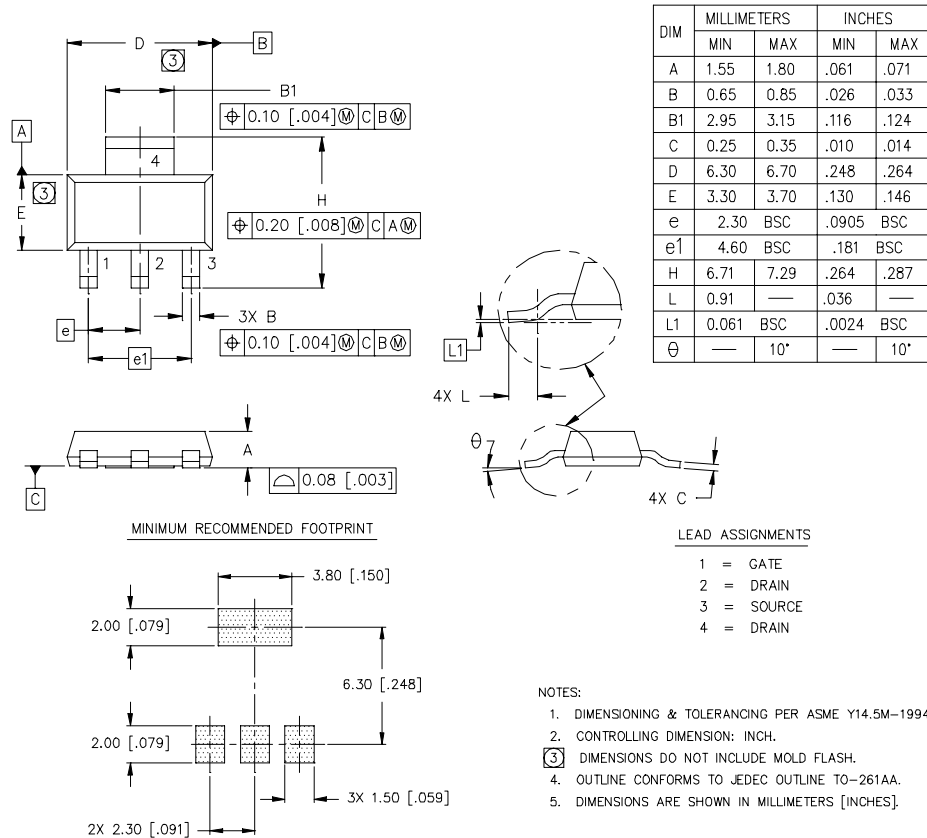 D
B
3
B1
⌖ 0.10 [.004]Ⓜ C BⓂ
A
4
3
E
H
⌖ 0.20 [.008]Ⓜ C AⓂ
1 2 3
e
3X B
e1
⌖ 0.10 [.004]Ⓜ C BⓂ
L1
4X L
A
C
⌓ 0.08 [.003]
θ
4X C
DIM MILLIMETERS INCHES
MIN MAX MIN MAX
A 1.55 1.80 .061 .071
B 0.65 0.85 .026 .033
B1 2.95 3.15 .116 .124
C 0.25 0.35 .010 .014
D 6.30 6.70 .248 .264
E 3.30 3.70 .130 .146
e 2.30 BSC .0905 BSC
e1 4.60 BSC .181 BSC
H 6.71 7.29 .264 .287
L 0.91 — .036 —
L1 0.061 BSC .0024 BSC
θ — 10° — 10°
MINIMUM RECOMMENDED FOOTPRINT
3.80 [.150]
2.00 [.079]
6.30 [.248]
2.00 [.079]
3X 1.50 [.059]
2X 2.30 [.091]
LEAD ASSIGNMENTS
1 = GATE
2 = DRAIN
3 = SOURCE
4 = DRAIN
NOTES:
1. DIMENSIONING & TOLERANCING PER ASME Y14.5M-1994
2. CONTROLLING DIMENSION: INCH.
3 DIMENSIONS DO NOT INCLUDE MOLD FLASH.
4. OUTLINE CONFORMS TO JEDEC OUTLINE TO-261AA.
5. DIMENSIONS ARE SHOWN IN MILLIMETERS [INCHES].